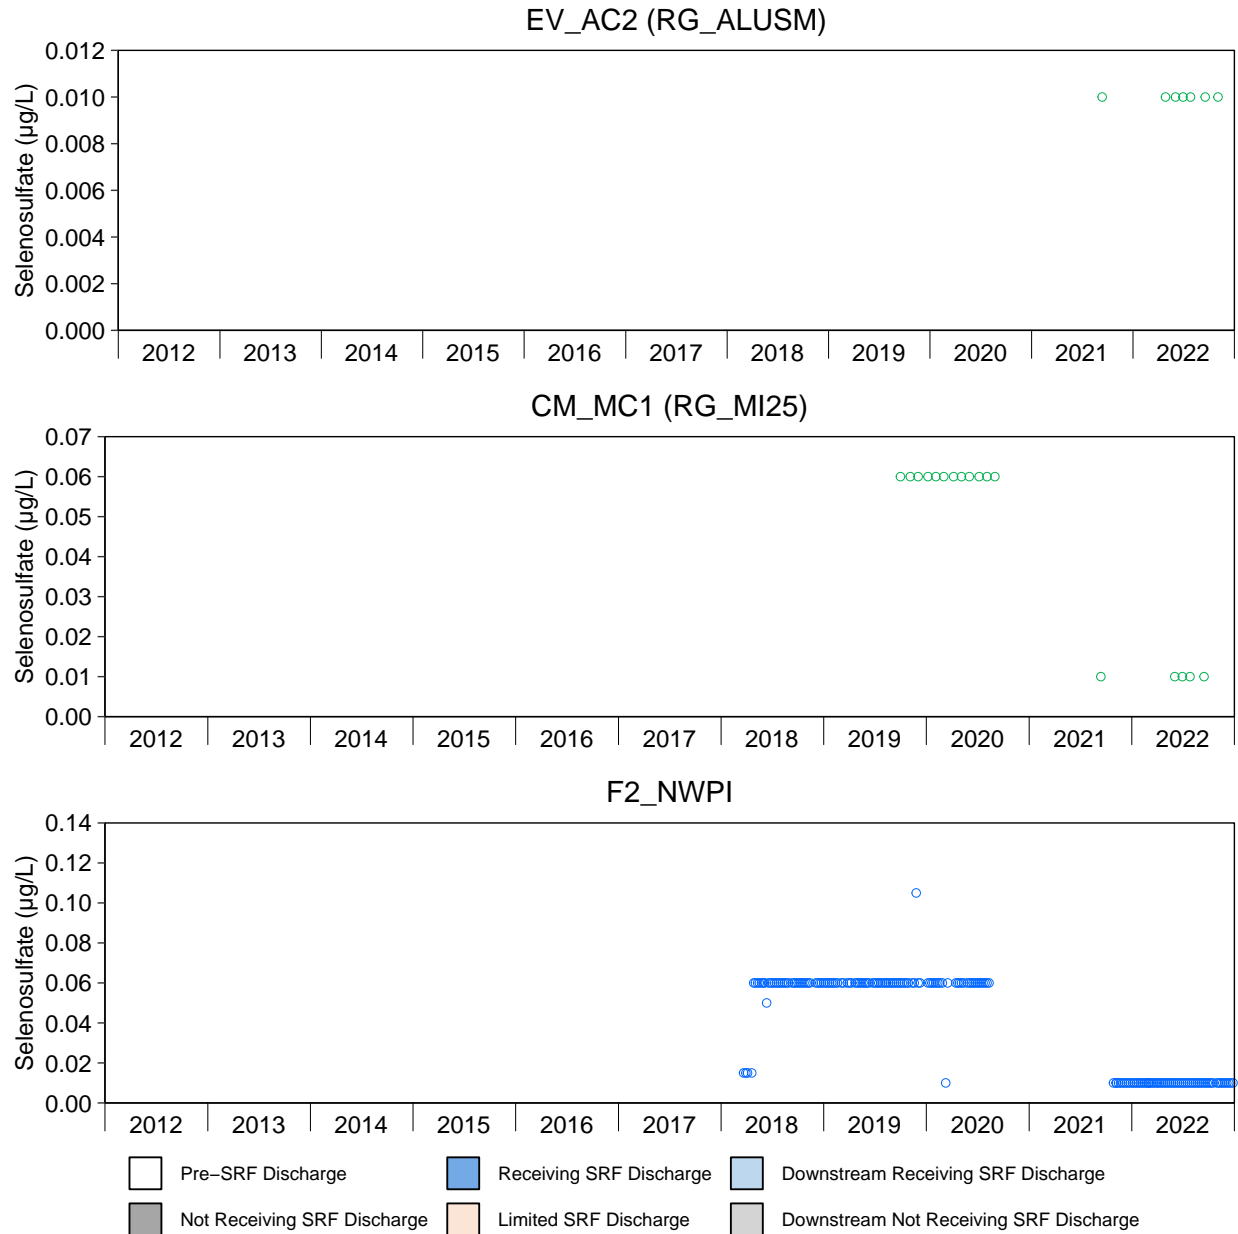 EV_AC2 (RG_ALUSM)
Selenosulfate (µg/L)
0.012
0.010
0.008
0.006
0.004
0.002
0.000
2012 2013 2014 2015 2016 2017 2018 2019 2020 2021 2022
CM_MC1 (RG_MI25)
Selenosulfate (µg/L)
0.07
0.06
0.05
0.04
0.03
0.02
0.01
0.00
2012 2013 2014 2015 2016 2017 2018 2019 2020 2021 2022
F2_NWPI
Selenosulfate (µg/L)
0.14
0.12
0.10
0.08
0.06
0.04
0.02
0.00
2012 2013 2014 2015 2016 2017 2018 2019 2020 2021 2022
Pre−SRF Discharge Receiving SRF Discharge Downstream Receiving SRF Discharge
Not Receiving SRF Discharge Limited SRF Discharge Downstream Not Receiving SRF Discharge